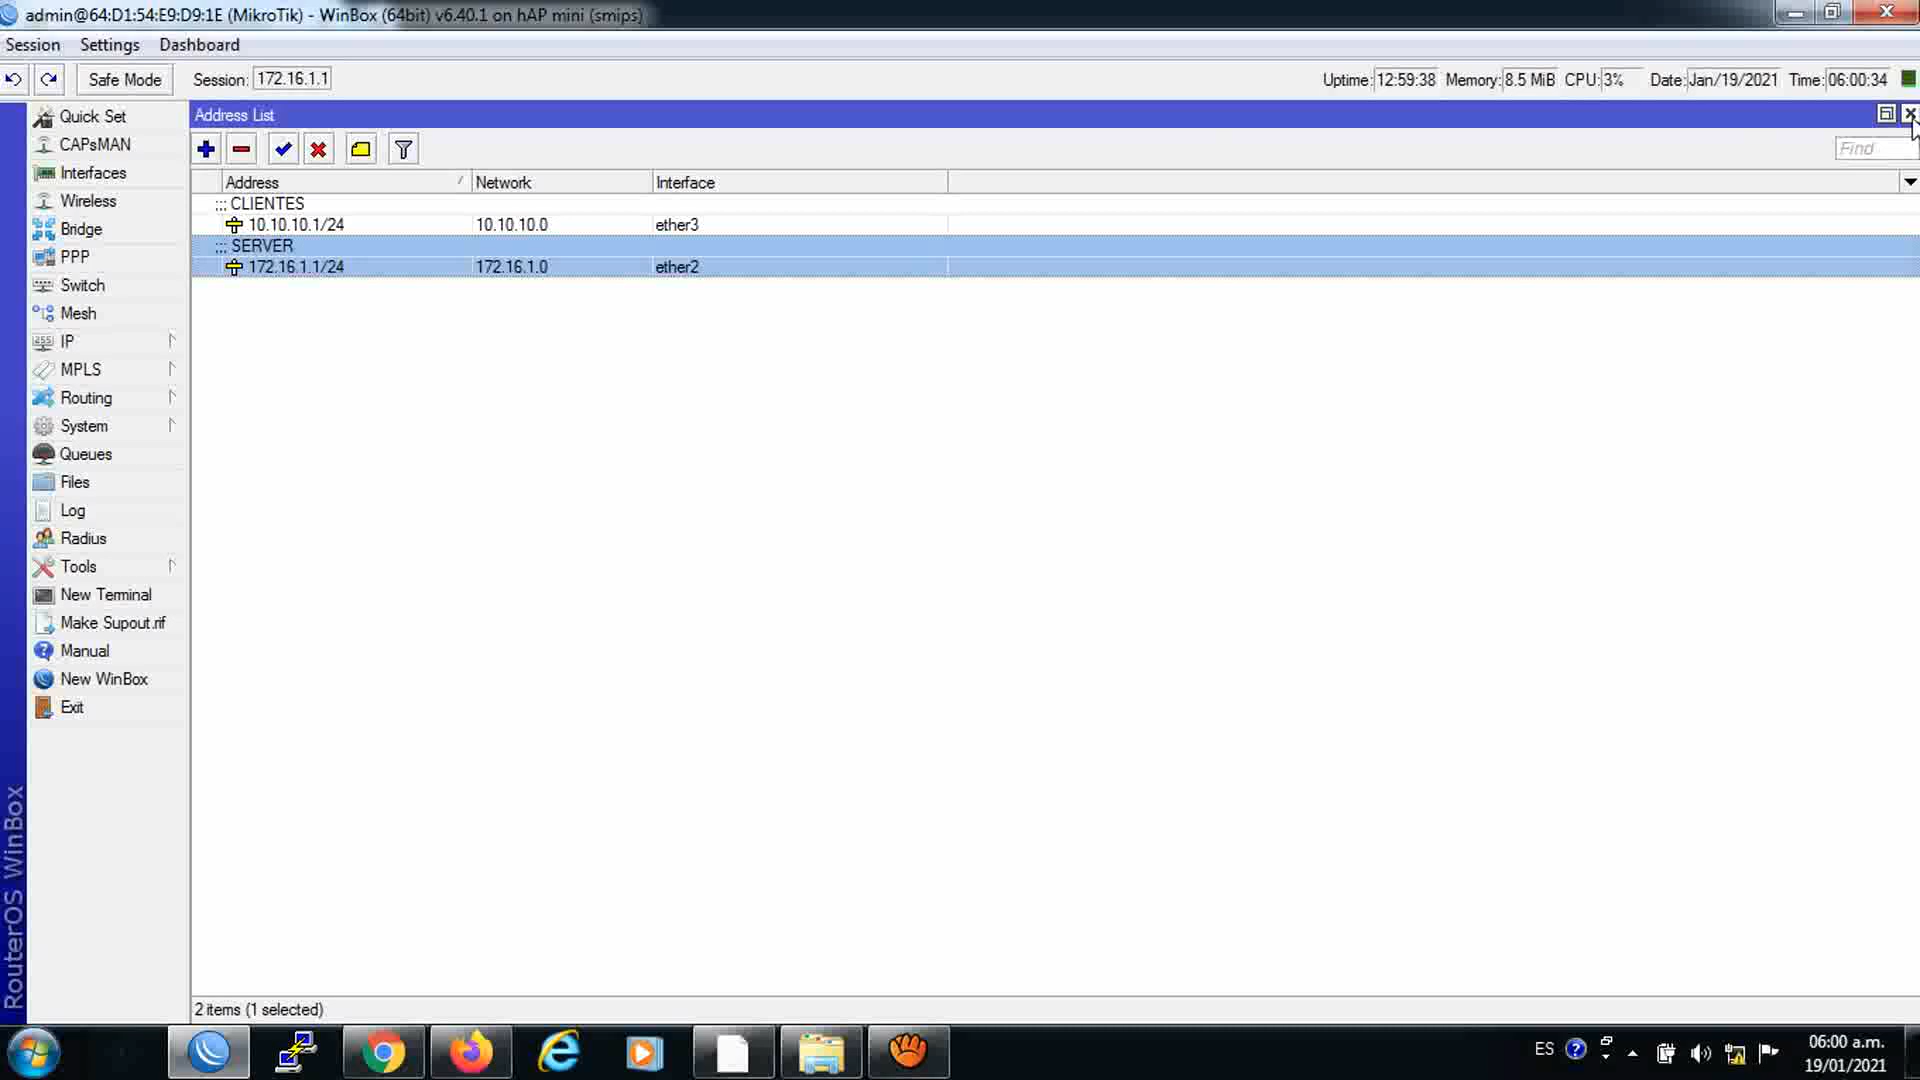 admin@64:D1:54:E9:D9:1E (MikroTik) - WinBox (64bit) v6.40.1 on hAP mini (smips)
Session Settings Dashboard
Safe Mode Session: 172.16.1.1 Uptime: 12:59:38 Memory: 8.5 MiB CPU: 3% Date: Jan/19/2021 Time: 06:00:34
Address List
Find
Address Network Interface
::: CLIENTES
10.10.10.1/24 10.10.10.0 ether3
::: SERVER
172.16.1.1/24 172.16.1.0 ether2
Quick Set
CAPsMAN
Interfaces
Wireless
Bridge
PPP
Switch
Mesh
IP
MPLS
Routing
System
Queues
Files
Log
Radius
Tools
New Terminal
Make Supout.rif
Manual
New WinBox
Exit
RouterOS WinBox
2 items (1 selected)
ES
06:00 a.m.
19/01/2021